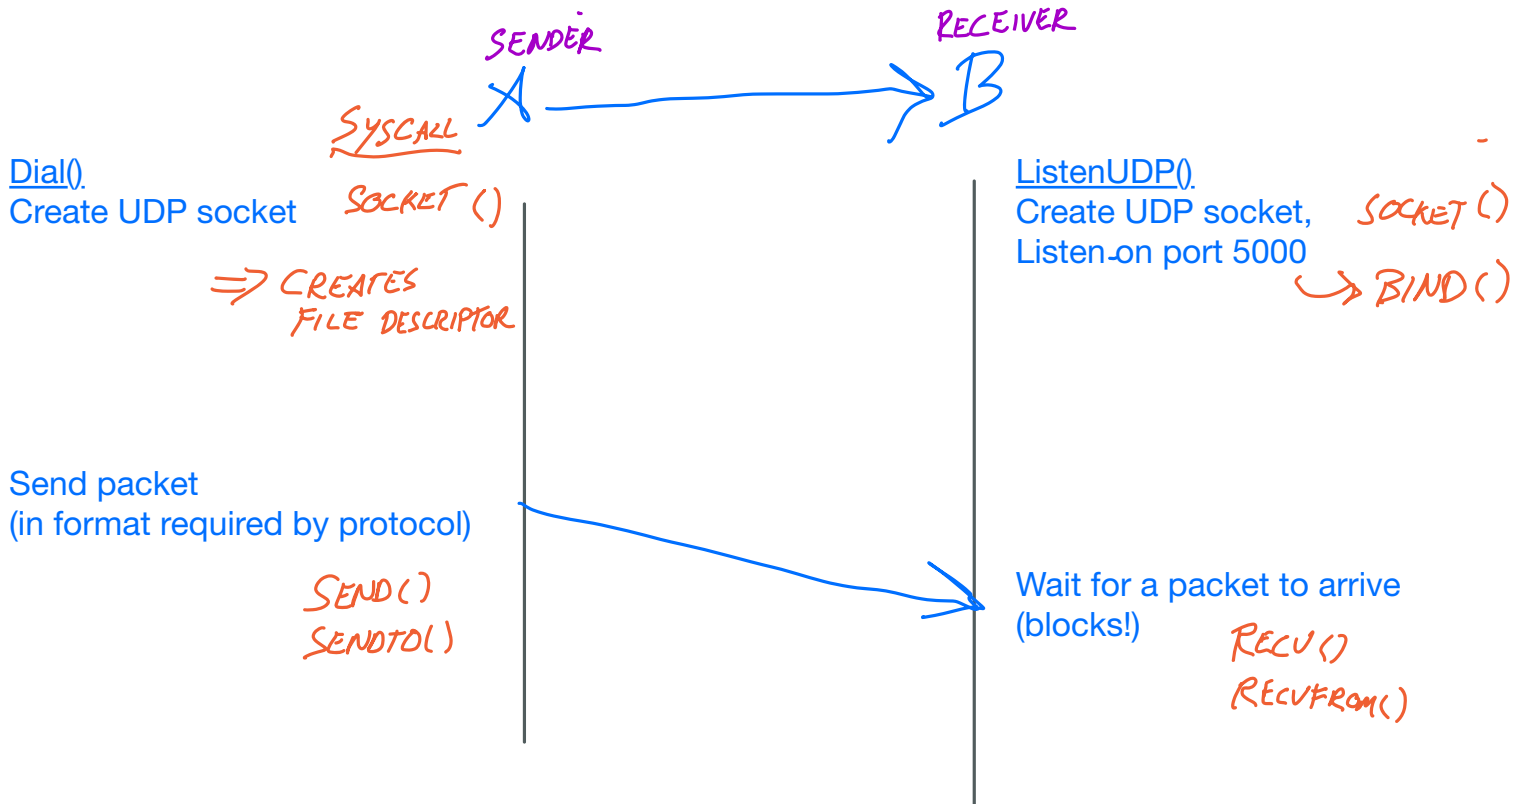 SENDER
RECEIVER
A
B
SYSCALL
Dial()
Create UDP socket
SOCKET ()
⇒ CREATES
FILE DESCRIPTOR
ListenUDP()
Create UDP socket,
SOCKET ()
Listen on port 5000
BIND ()
Send packet
(in format required by protocol)
SEND ()
SENDTO()
Wait for a packet to arrive
(blocks!)
RECV ()
RECVFROM()